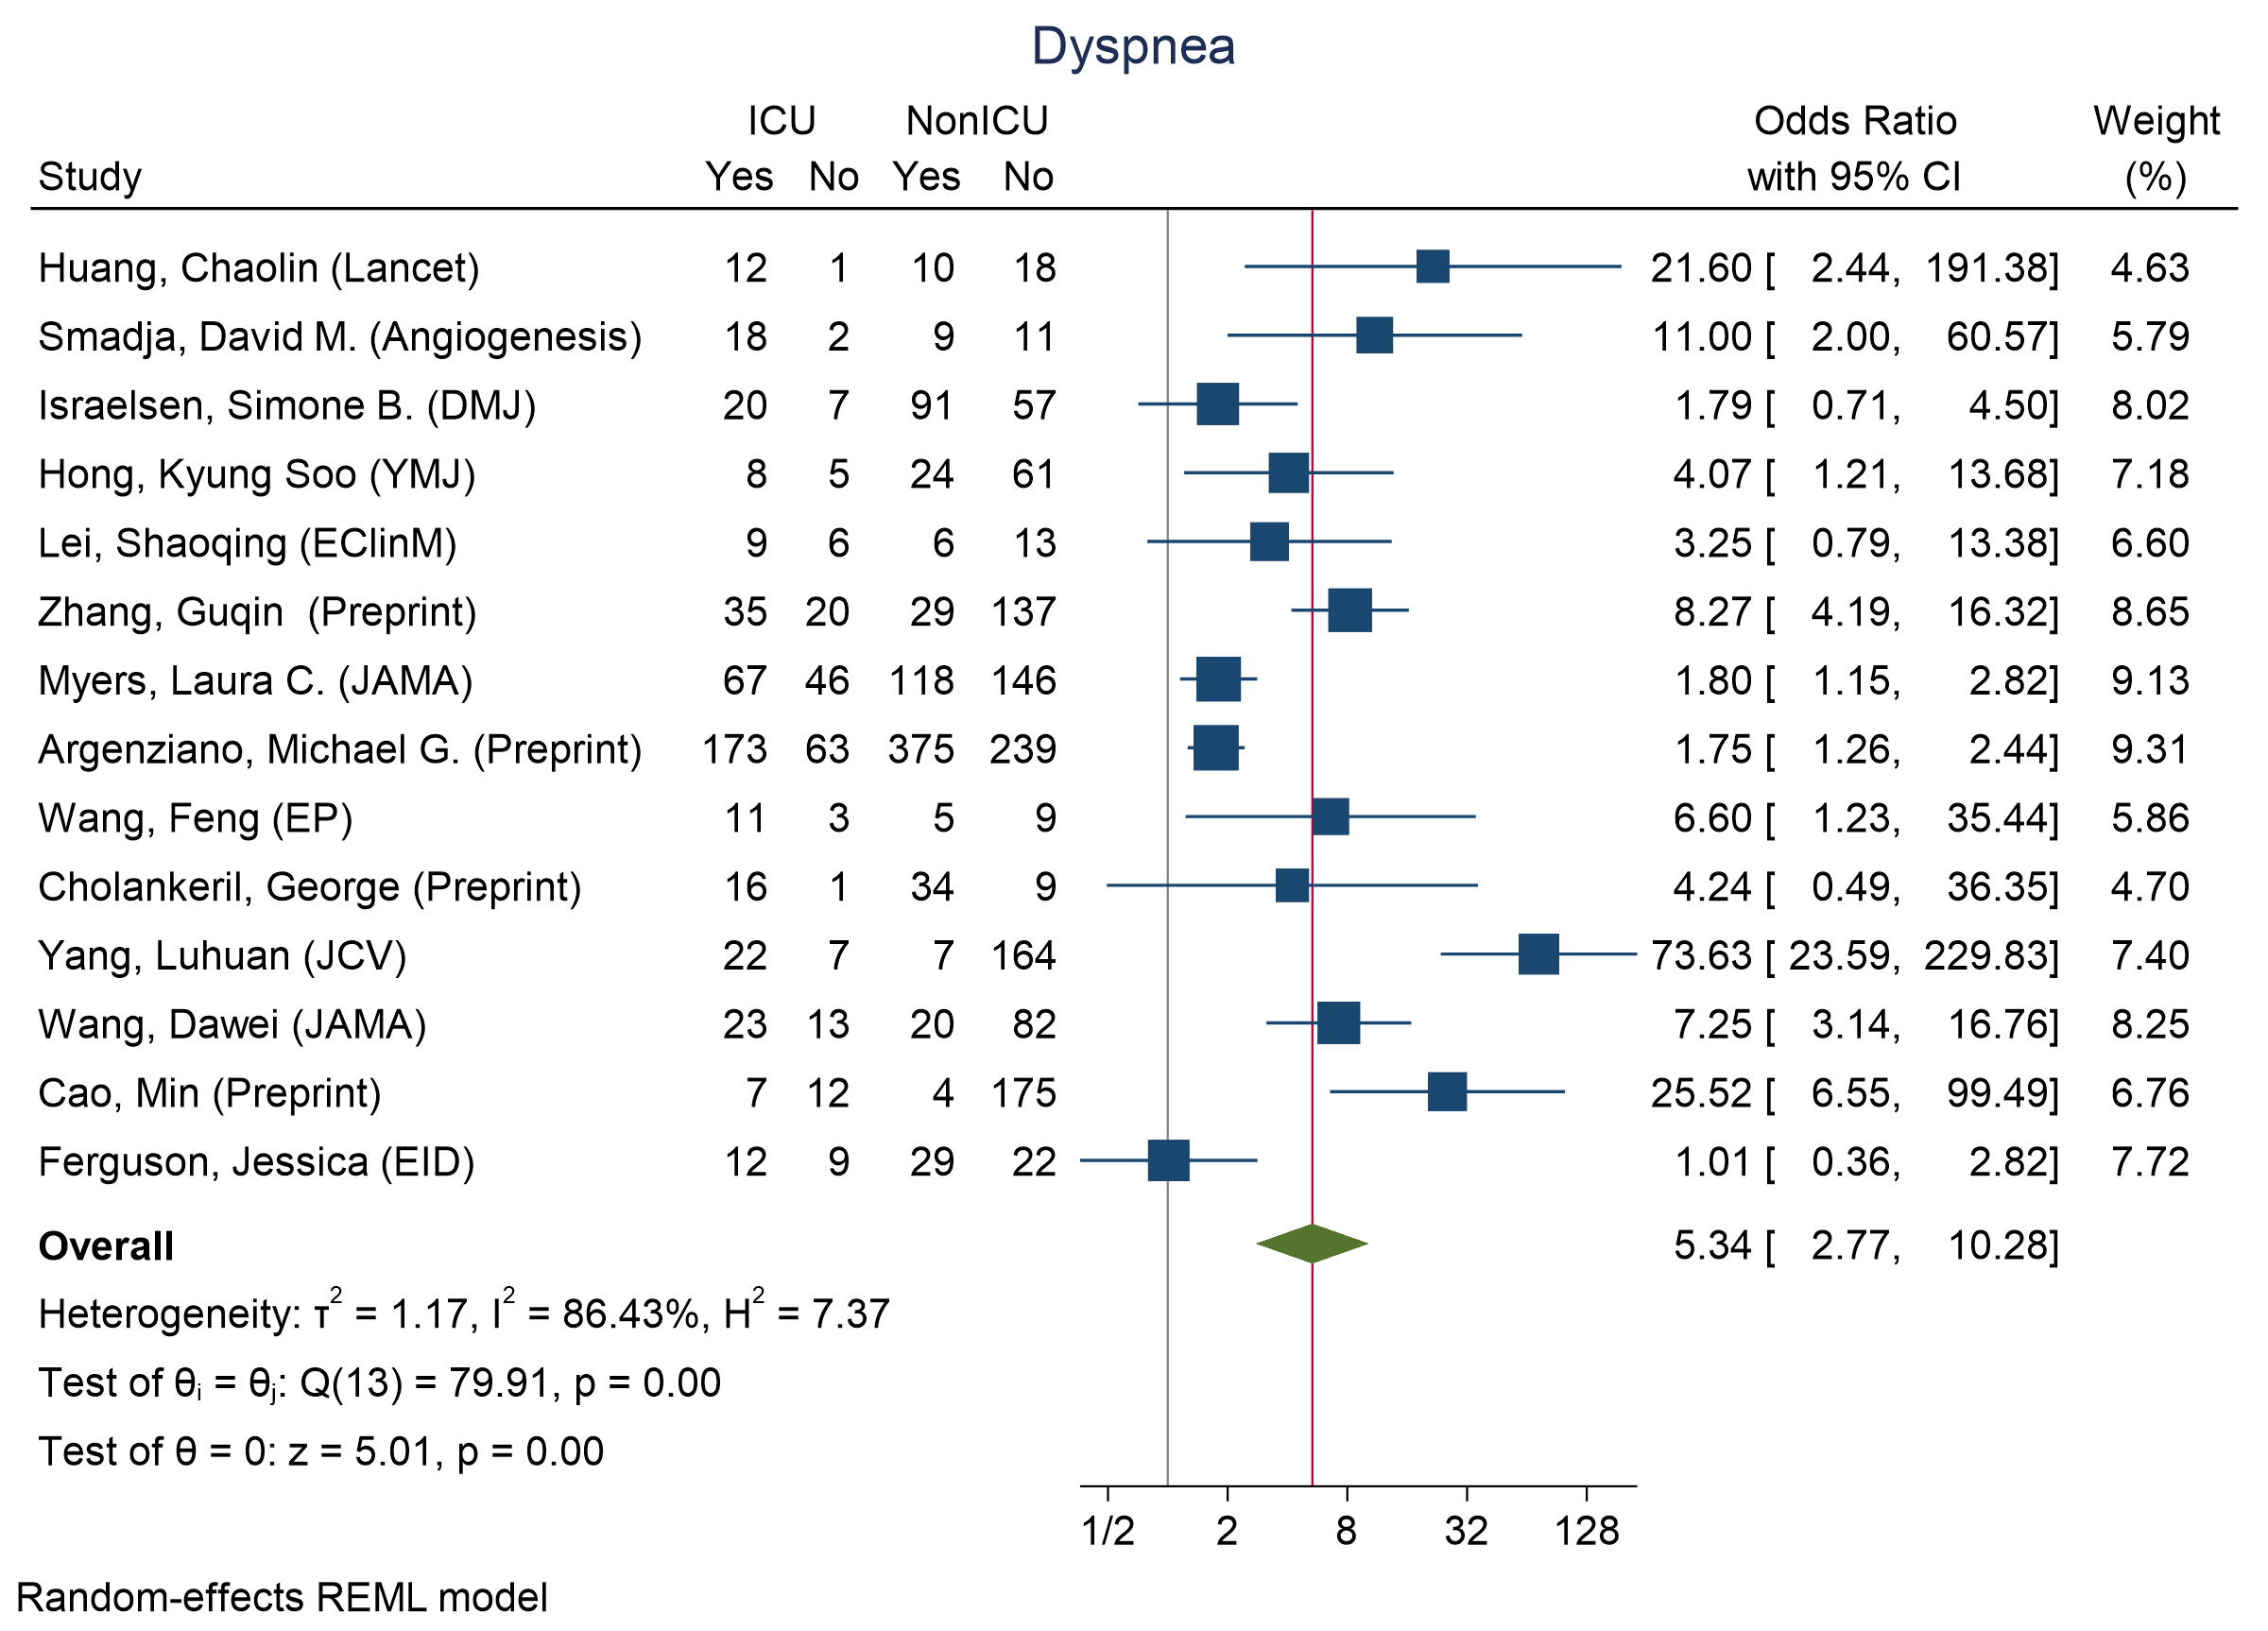 Dyspnea
ICU NonICU Odds Ratio Weight
Study Yes No Yes No with 95% CI (%)
Huang, Chaolin (Lancet) 12 1 10 18 21.60 [ 2.44, 191.38] 4.63
Smadja, David M. (Angiogenesis) 18 2 9 11 11.00 [ 2.00, 60.57] 5.79
Israelsen, Simone B. (DMJ) 20 7 91 57 1.79 [ 0.71, 4.50] 8.02
Hong, Kyung Soo (YMJ) 8 5 24 61 4.07 [ 1.21, 13.68] 7.18
Lei, Shaoqing (EClinM) 9 6 6 13 3.25 [ 0.79, 13.38] 6.60
Zhang, Guqin (Preprint) 35 20 29 137 8.27 [ 4.19, 16.32] 8.65
Myers, Laura C. (JAMA) 67 46 118 146 1.80 [ 1.15, 2.82] 9.13
Argenziano, Michael G. (Preprint) 173 63 375 239 1.75 [ 1.26, 2.44] 9.31
Wang, Feng (EP) 11 3 5 9 6.60 [ 1.23, 35.44] 5.86
Cholankeril, George (Preprint) 16 1 34 9 4.24 [ 0.49, 36.35] 4.70
Yang, Luhuan (JCV) 22 7 7 164 73.63 [ 23.59, 229.83] 7.40
Wang, Dawei (JAMA) 23 13 20 82 7.25 [ 3.14, 16.76] 8.25
Cao, Min (Preprint) 7 12 4 175 25.52 [ 6.55, 99.49] 6.76
Ferguson, Jessica (EID) 12 9 29 22 1.01 [ 0.36, 2.82] 7.72
Overall 5.34 [ 2.77, 10.28]
Heterogeneity: τ² = 1.17, I² = 86.43%, H² = 7.37
Test of θᵢ = θⱼ: Q(13) = 79.91, p = 0.00
Test of θ = 0: z = 5.01, p = 0.00
1/2 2 8 32 128
Random-effects REML model